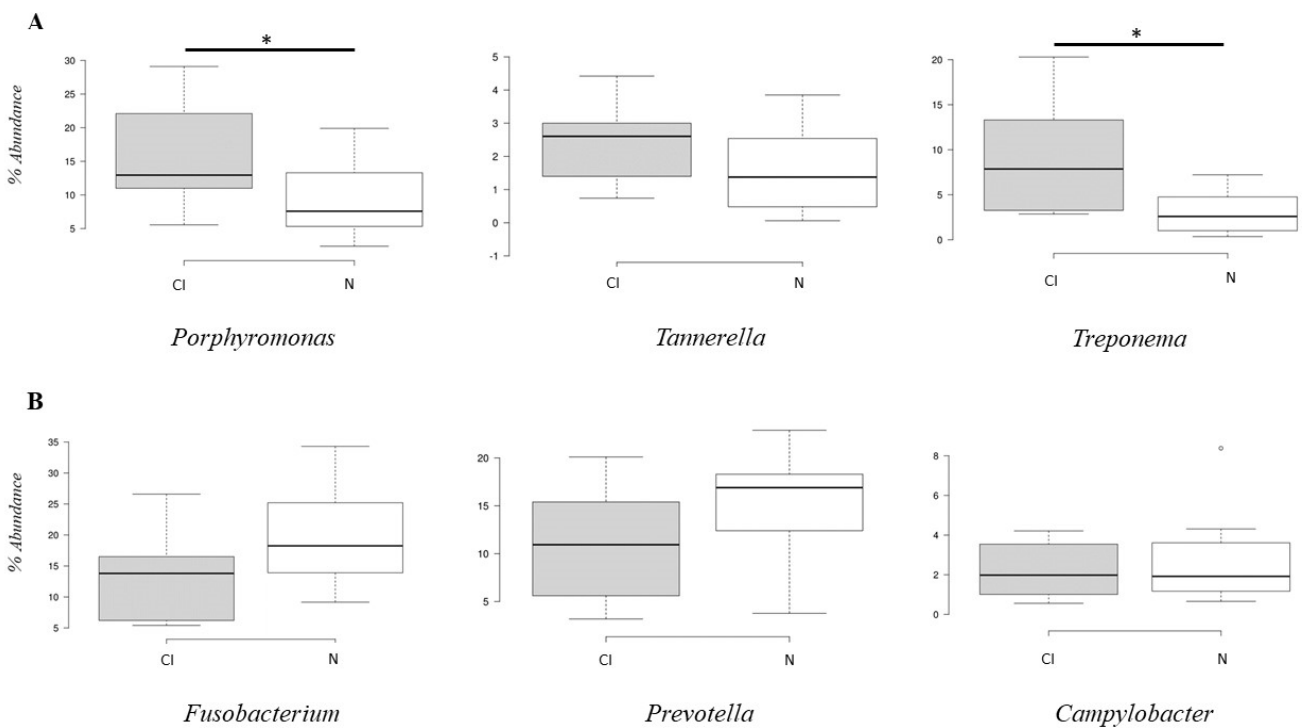 A
*
*
% Abundance
30
25
20
15
10
5
CI
N
Porphyromonas
5
4
3
2
1
0
-1
CI
N
Tannerella
20
15
10
5
0
CI
N
Treponema
B
% Abundance
35
30
25
20
15
10
5
CI
N
Fusobacterium
20
15
10
5
CI
N
Prevotella
8
6
4
2
0
CI
N
Campylobacter